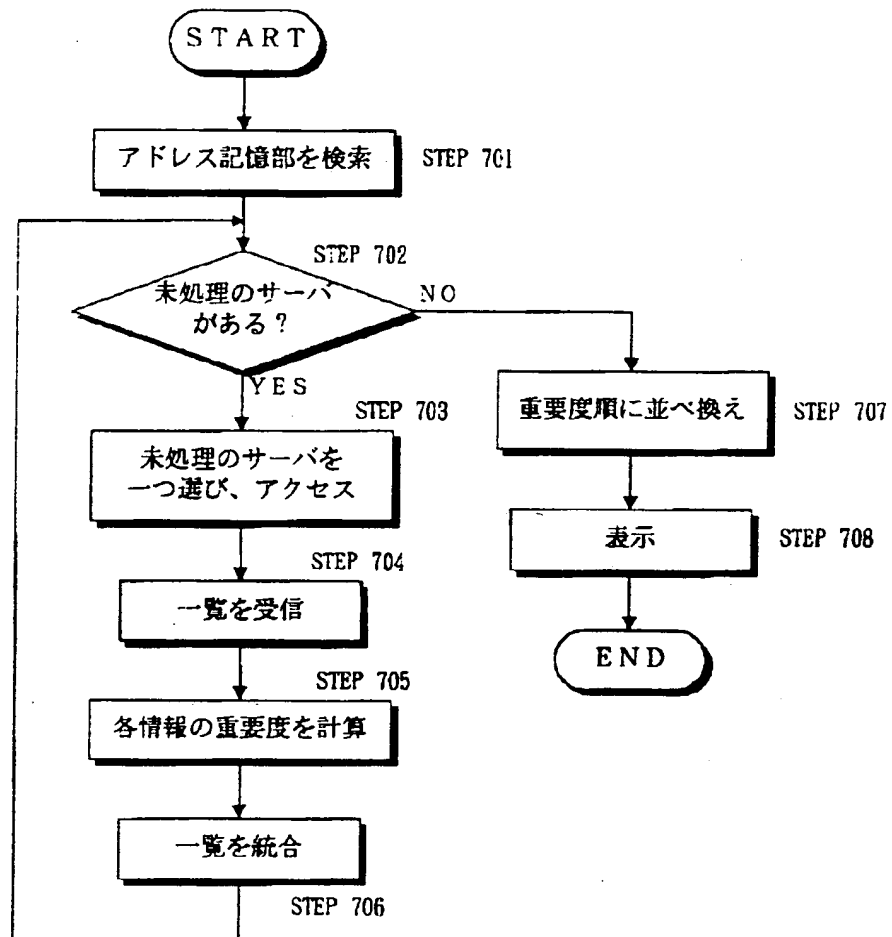 START
アドレス記憶部を検索
STEP 701
STEP 702
未処理のサーバ
がある?
NO
YES
STEP 703
未処理のサーバを
一つ選び、アクセス
STEP 704
一覧を受信
STEP 705
各情報の重要度を計算
一覧を統合
STEP 706
重要度順に並べ換え
STEP 707
表示
STEP 708
END